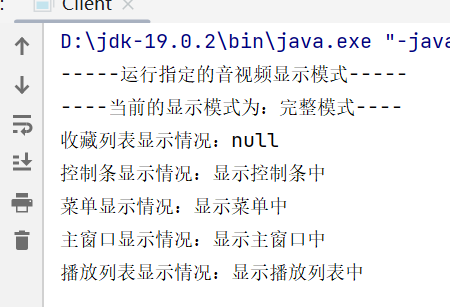 Client
D:\jdk-19.0.2\bin\java.exe "-java
-----运行指定的音视频显示模式-----
----当前的显示模式为：完整模式----
收藏列表显示情况：null
控制条显示情况：显示控制条中
菜单显示情况：显示菜单中
主窗口显示情况：显示主窗口中
播放列表显示情况：显示播放列表中